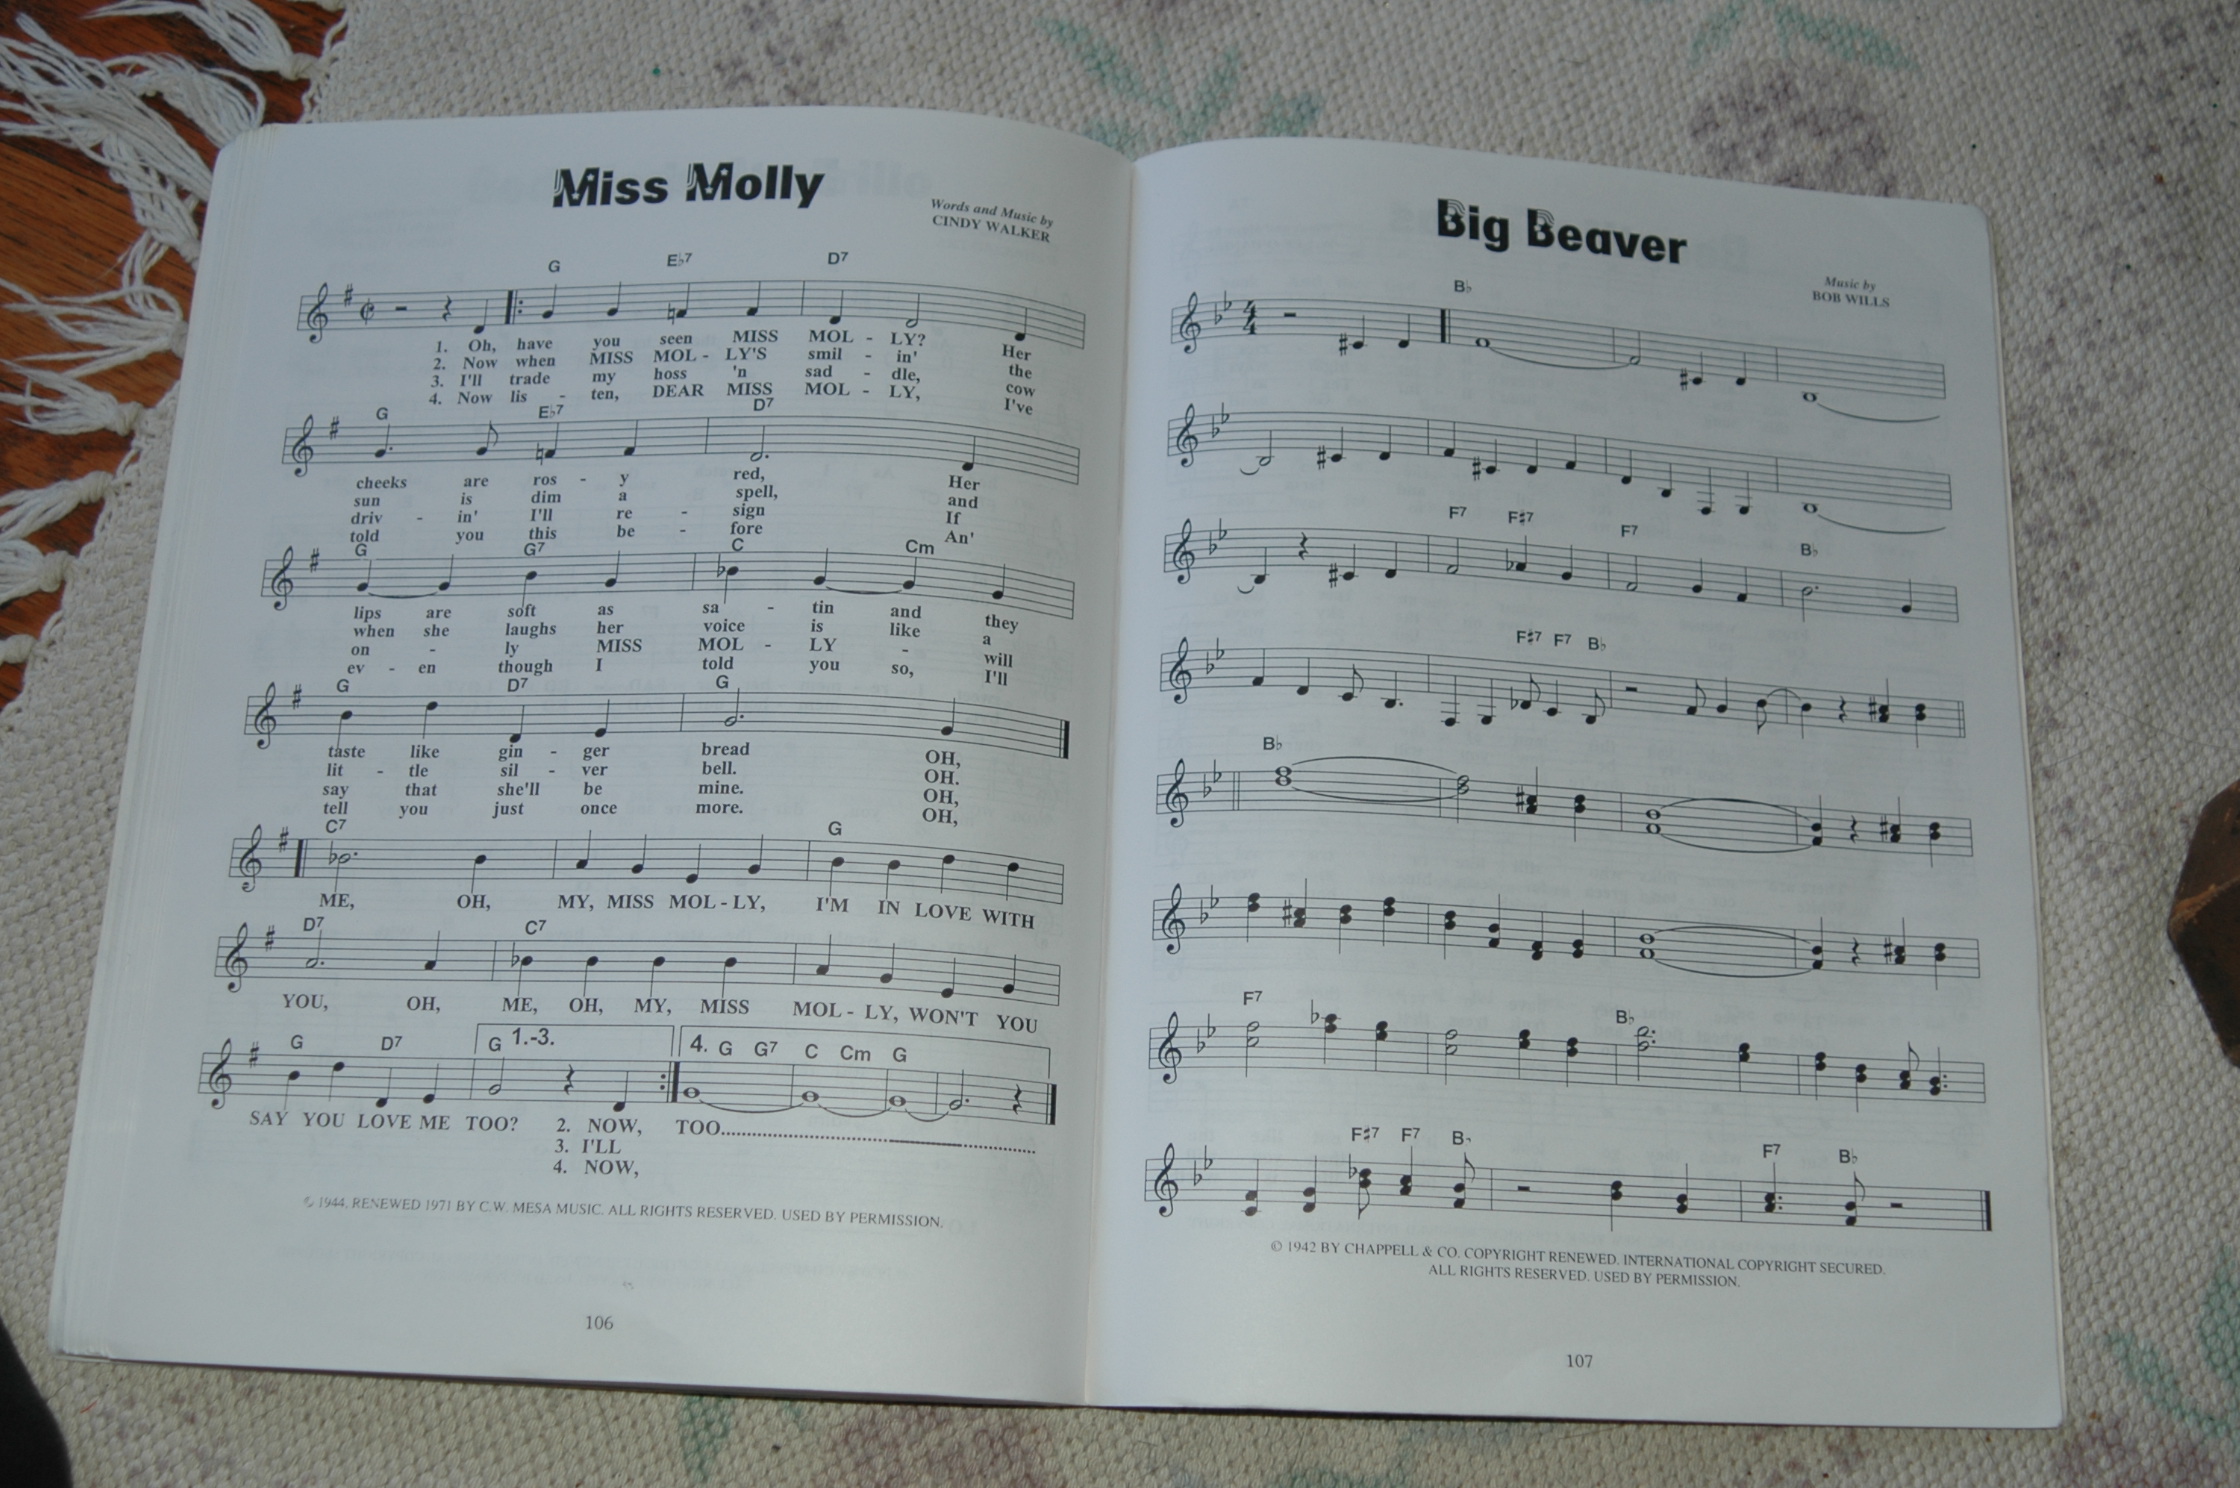 Miss Molly
Words and Music by
CINDY WALKER
G E♭7 D7
1. Oh, have you seen MISS MOL - LY? Her
2. Now when MISS MOL - LY'S smil - in' the
3. I'll trade my hoss 'n sad - dle, cow
4. Now lis - ten, DEAR MISS MOL - LY, I've
G E♭7 D7
cheeks are ros - y red, Her
sun is dim a spell, and
driv - in' I'll re - sign If
told you this be - fore An'
G G7 C Cm
lips are soft as sa - tin and they
when she laughs her voice is like a
on - ly MISS MOL - LY - will
ev - en though I told you so, I'll
G D7 G
taste like gin - ger bread OH,
lit - tle sil - ver bell. OH.
say that she'll be mine. OH,
tell you just once more. OH,
C7 G
ME, OH, MY, MISS MOL - LY, I'M IN LOVE WITH
D7 C7
YOU, OH, ME, OH, MY, MISS MOL - LY, WON'T YOU
G D7 G 1.-3. 4. G G7 C Cm G
SAY YOU LOVE ME TOO? 2. NOW, TOO
3. I'LL
4. NOW,
© 1944, RENEWED 1971 BY C.W. MESA MUSIC. ALL RIGHTS RESERVED. USED BY PERMISSION.
106
Big Beaver
Music by
BOB WILLS
B♭
4
4
F7 F♯7 F7 B♭
F♯7 F7 B♭
B♭
F7 B♭
F♯7 F7 B♭ F7 B♭
© 1942 BY CHAPPELL & CO. COPYRIGHT RENEWED. INTERNATIONAL COPYRIGHT SECURED.
ALL RIGHTS RESERVED. USED BY PERMISSION.
107